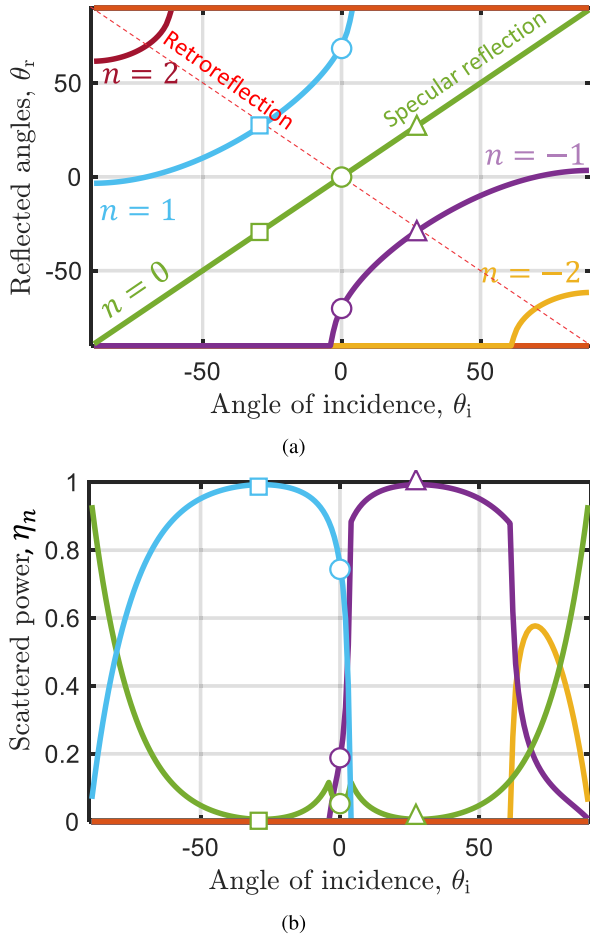 50
0
-50
Reflected angles, θr
n = 2
Retroreflection
Specular reflection
n = −1
n = 1
n = 0
n = −2
-50
0
50
Angle of incidence, θi
(a)
1
0.8
0.6
0.4
0.2
0
Scattered power, ηn
-50
0
50
Angle of incidence, θi
(b)